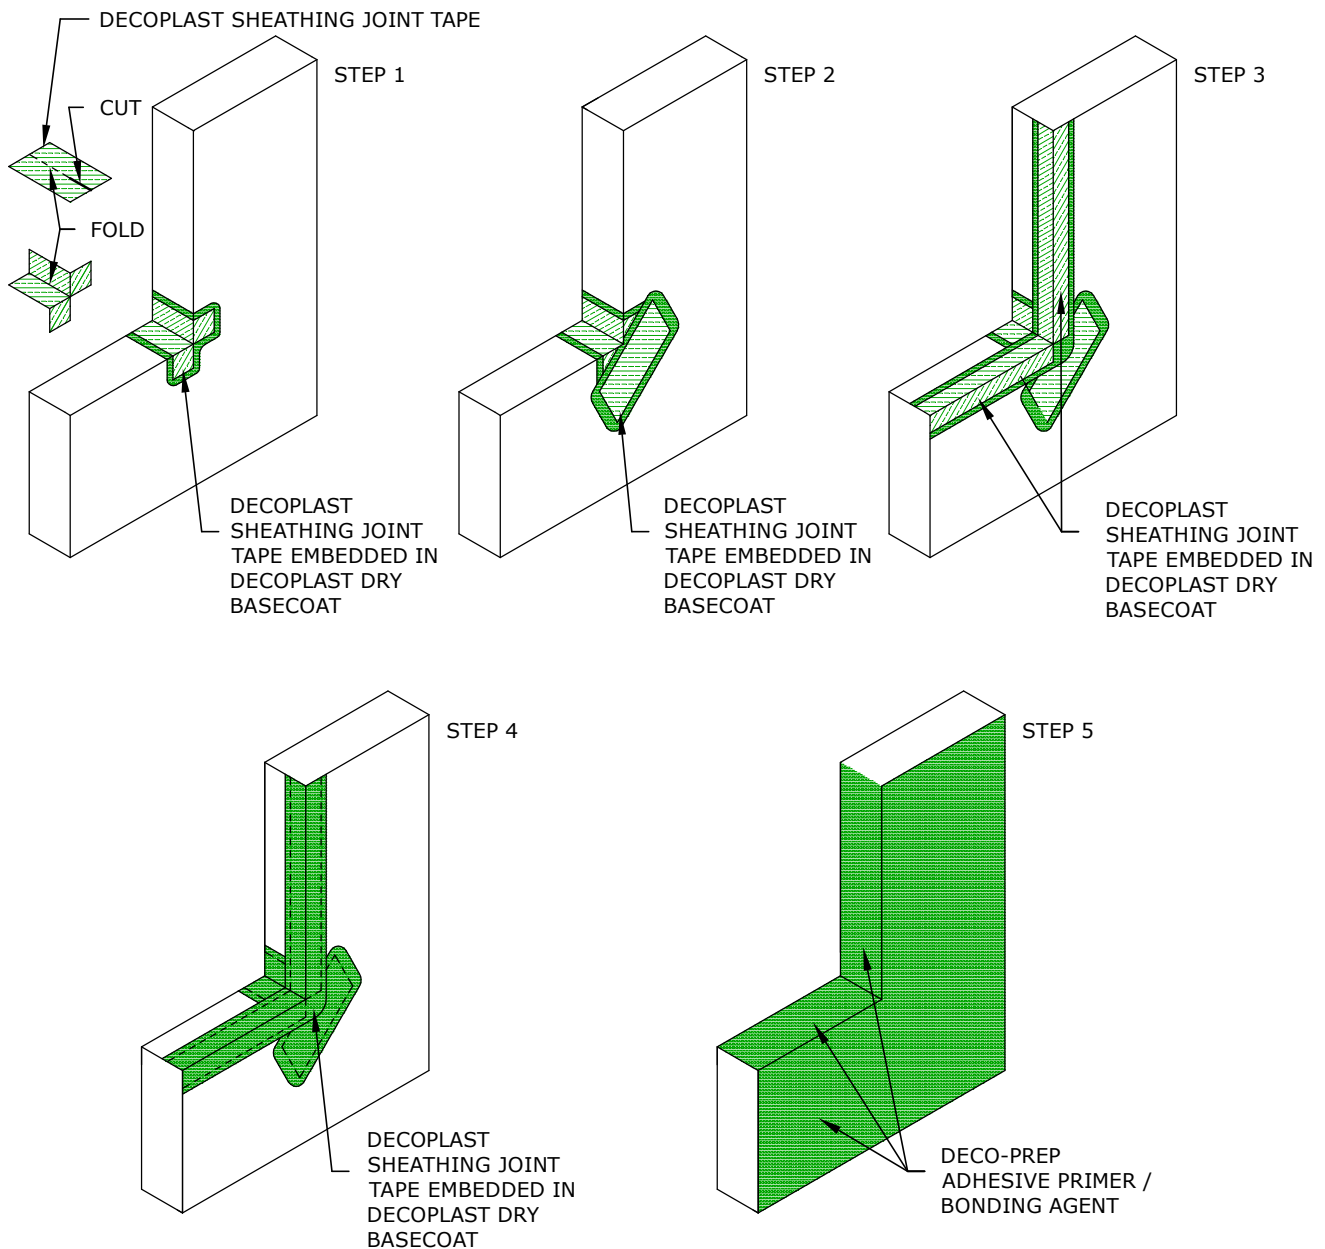 DECOPLAST SHEATHING JOINT TAPE
CUT
FOLD
STEP 1
DECOPLAST
SHEATHING JOINT
TAPE EMBEDDED IN
DECOPLAST DRY
BASECOAT
STEP 2
DECOPLAST
SHEATHING JOINT
TAPE EMBEDDED IN
DECOPLAST DRY
BASECOAT
STEP 3
DECOPLAST
SHEATHING JOINT
TAPE EMBEDDED IN
DECOPLAST DRY
BASECOAT
STEP 4
DECOPLAST
SHEATHING JOINT
TAPE EMBEDDED IN
DECOPLAST DRY
BASECOAT
STEP 5
DECO-PREP
ADHESIVE PRIMER /
BONDING AGENT